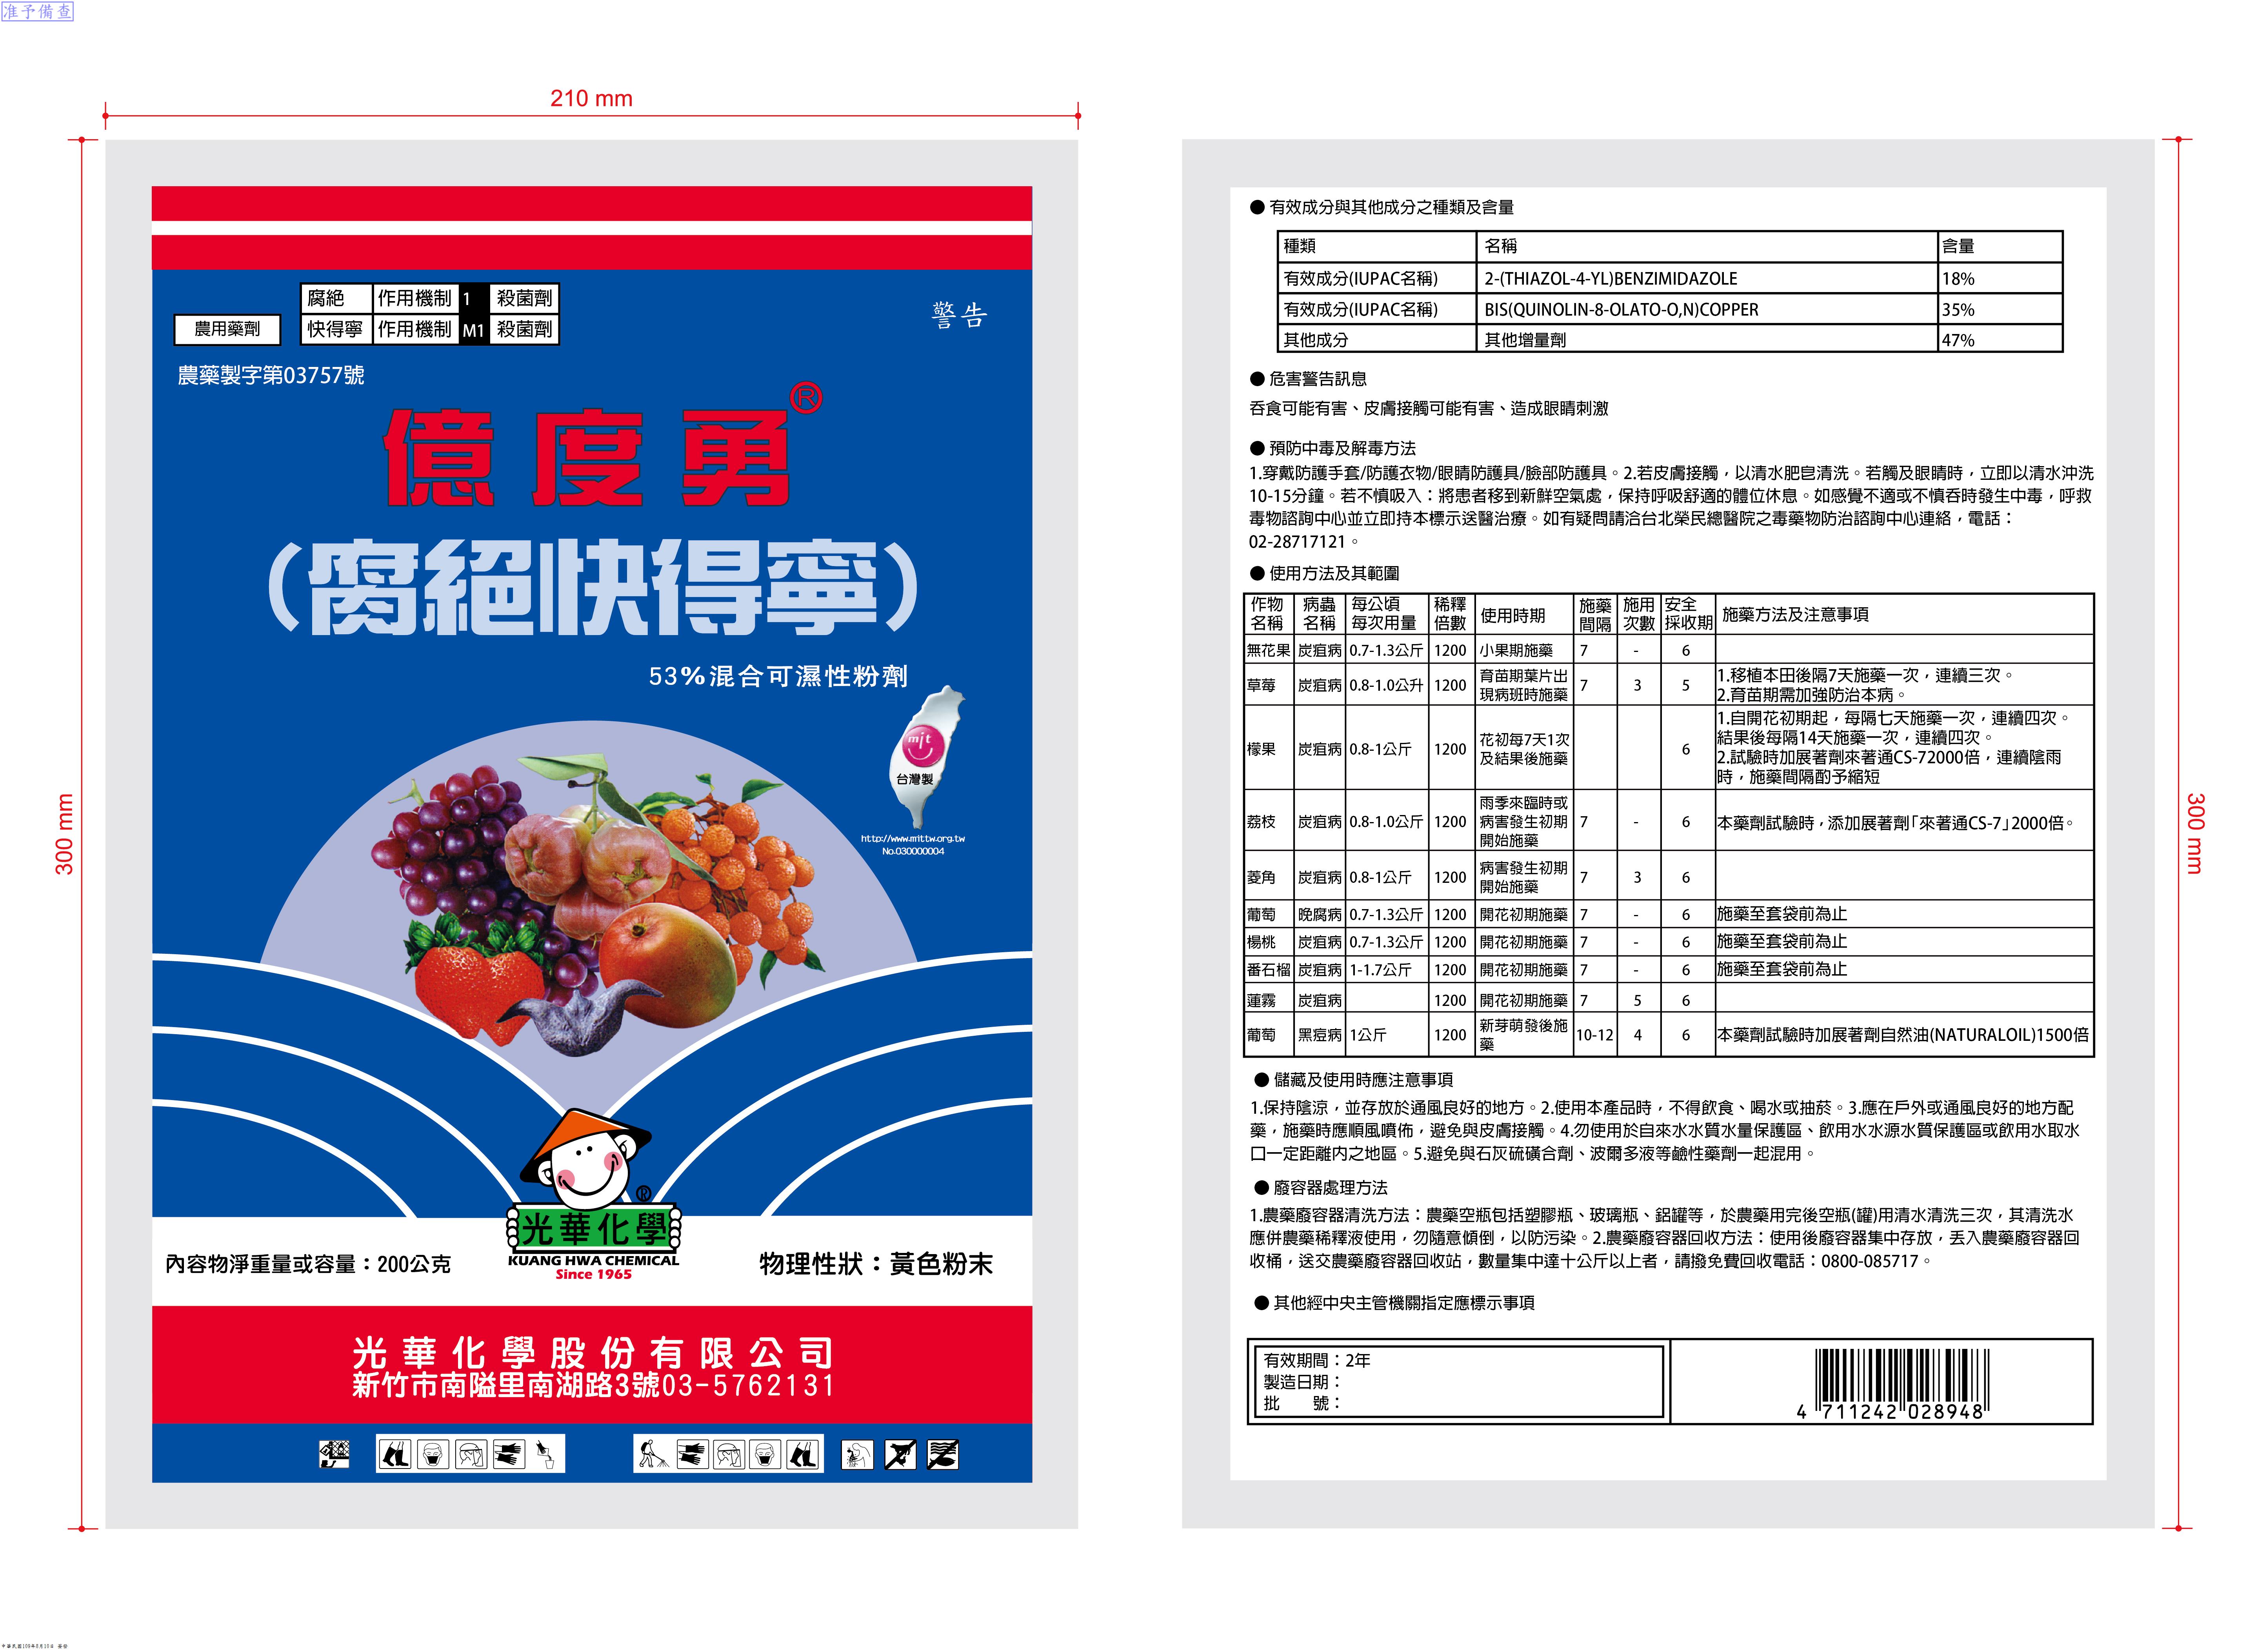 准予備查
210 mm
300 mm
農用藥劑
腐絕 作用機制 1 殺菌劑
快得寧 作用機制 M1 殺菌劑
警告
農藥製字第03757號
億度勇®
(腐絕快得寧)
53%混合可濕性粉劑
mit
台灣製
http://www.mittw.org.tw
No.030000004
®
光華化學
KUANG HWA CHEMICAL
Since 1965
內容物淨重量或容量：200公克
物理性狀：黃色粉末
光華化學股份有限公司
新竹市南隘里南湖路3號03-5762131
● 有效成分與其他成分之種類及含量
種類 名稱 含量
有效成分(IUPAC名稱) 2-(THIAZOL-4-YL)BENZIMIDAZOLE 18%
有效成分(IUPAC名稱) BIS(QUINOLIN-8-OLATO-O,N)COPPER 35%
其他成分 其他增量劑 47%
● 危害警告訊息
吞食可能有害、皮膚接觸可能有害、造成眼睛刺激
● 預防中毒及解毒方法
1.穿戴防護手套/防護衣物/眼睛防護具/臉部防護具。2.若皮膚接觸，以清水肥皂清洗。若觸及眼睛時，立即以清水沖洗
10-15分鐘。若不慎吸入：將患者移到新鮮空氣處，保持呼吸舒適的體位休息。如感覺不適或不慎吞時發生中毒，呼救
毒物諮詢中心並立即持本標示送醫治療。如有疑問請洽台北榮民總醫院之毒藥物防治諮詢中心連絡，電話：
02-28717121。
● 使用方法及其範圍
作物名稱 病蟲名稱 每公頃每次用量 稀釋倍數 使用時期 施藥間隔 施用次數 安全採收期 施藥方法及注意事項
無花果 炭疽病 0.7-1.3公斤 1200 小果期施藥 7 - 6
草莓 炭疽病 0.8-1.0公升 1200 育苗期葉片出現病班時施藥 7 3 5 1.移植本田後隔7天施藥一次，連續三次。
2.育苗期需加強防治本病。
檬果 炭疽病 0.8-1公斤 1200 花初每7天1次及結果後施藥 6 1.自開花初期起，每隔七天施藥一次，連續四次。
結果後每隔14天施藥一次，連續四次。
2.試驗時加展著劑來著通CS-72000倍，連續陰雨
時，施藥間隔酌予縮短
荔枝 炭疽病 0.8-1.0公斤 1200 雨季來臨時或病害發生初期開始施藥 7 - 6 本藥劑試驗時，添加展著劑「來著通CS-7」2000倍。
菱角 炭疽病 0.8-1公斤 1200 病害發生初期開始施藥 7 3 6
葡萄 晚腐病 0.7-1.3公斤 1200 開花初期施藥 7 - 6 施藥至套袋前為止
楊桃 炭疽病 0.7-1.3公斤 1200 開花初期施藥 7 - 6 施藥至套袋前為止
番石榴 炭疽病 1-1.7公斤 1200 開花初期施藥 7 - 6 施藥至套袋前為止
蓮霧 炭疽病 1200 開花初期施藥 7 5 6
葡萄 黑痘病 1公斤 1200 新芽萌發後施藥 10-12 4 6 本藥劑試驗時加展著劑自然油(NATURALOIL)1500倍
● 儲藏及使用時應注意事項
1.保持陰涼，並存放於通風良好的地方。2.使用本產品時，不得飲食、喝水或抽菸。3.應在戶外或通風良好的地方配
藥，施藥時應順風噴佈，避免與皮膚接觸。4.勿使用於自來水水質水量保護區、飲用水水源水質保護區或飲用水取水
口一定距離內之地區。5.避免與石灰硫磺合劑、波爾多液等鹼性藥劑一起混用。
● 廢容器處理方法
1.農藥廢容器清洗方法：農藥空瓶包括塑膠瓶、玻璃瓶、鋁罐等，於農藥用完後空瓶(罐)用清水清洗三次，其清洗水
應併農藥稀釋液使用，勿隨意傾倒，以防污染。2.農藥廢容器回收方法：使用後廢容器集中存放，丟入農藥廢容器回
收桶，送交農藥廢容器回收站，數量集中達十公斤以上者，請撥免費回收電話：0800-085717。
● 其他經中央主管機關指定應標示事項
有效期間：2年
製造日期：
批 號：
4 711242 028948
300 mm